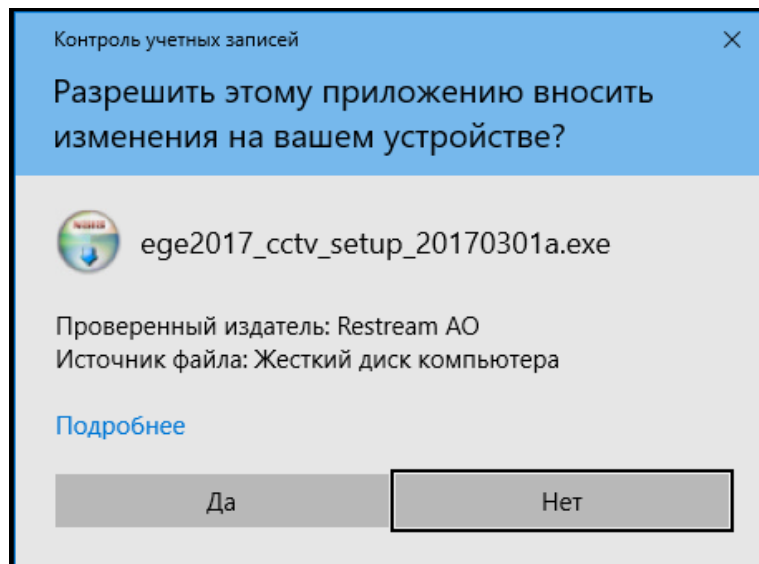 Контроль учетных записей
Разрешить этому приложению вносить
изменения на вашем устройстве?
ege2017_cctv_setup_20170301a.exe
Проверенный издатель: Restream AO
Источник файла: Жесткий диск компьютера
Подробнее
Да
Нет